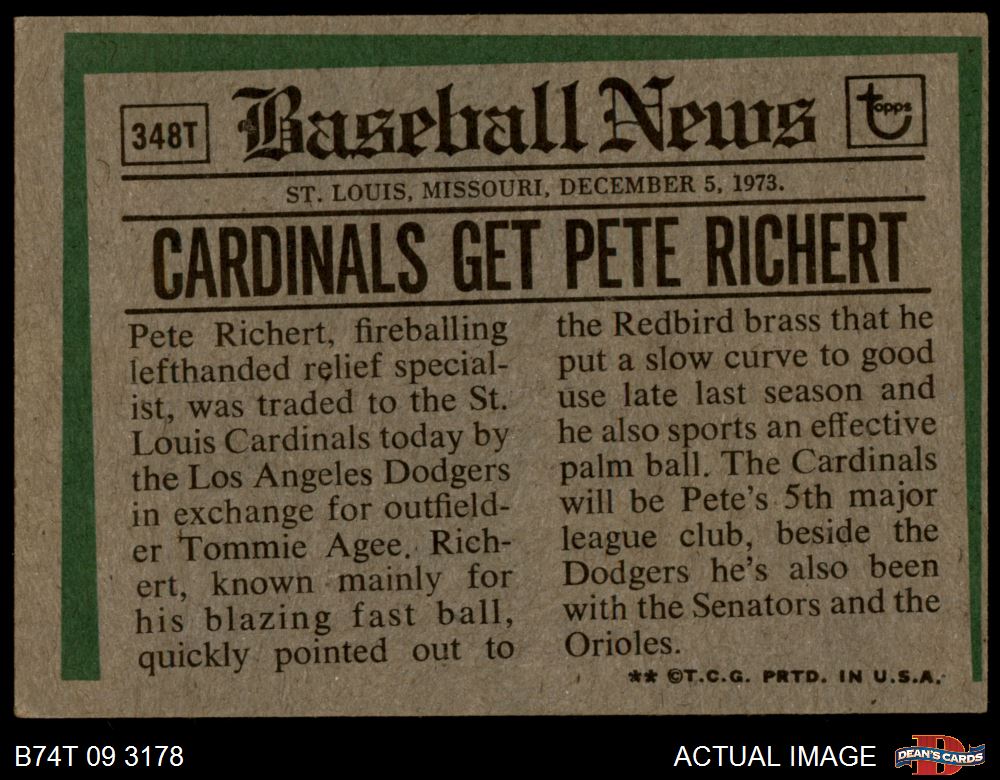 348T
Baseball News
topps
ST. LOUIS, MISSOURI, DECEMBER 5, 1973.
CARDINALS GET PETE RICHERT
Pete Richert, fireballing
lefthanded relief special-
ist, was traded to the St.
Louis Cardinals today by
the Los Angeles Dodgers
in exchange for outfield-
er Tommie Agee. Rich-
ert, known mainly for
his blazing fast ball,
quickly pointed out to
the Redbird brass that he
put a slow curve to good
use late last season and
he also sports an effective
palm ball. The Cardinals
will be Pete's 5th major
league club, beside the
Dodgers he's also been
with the Senators and the
Orioles.
** ©T.C.G. PRTD. IN U.S.A.
B74T 09 3178
ACTUAL IMAGE
D
DEAN'S CARDS